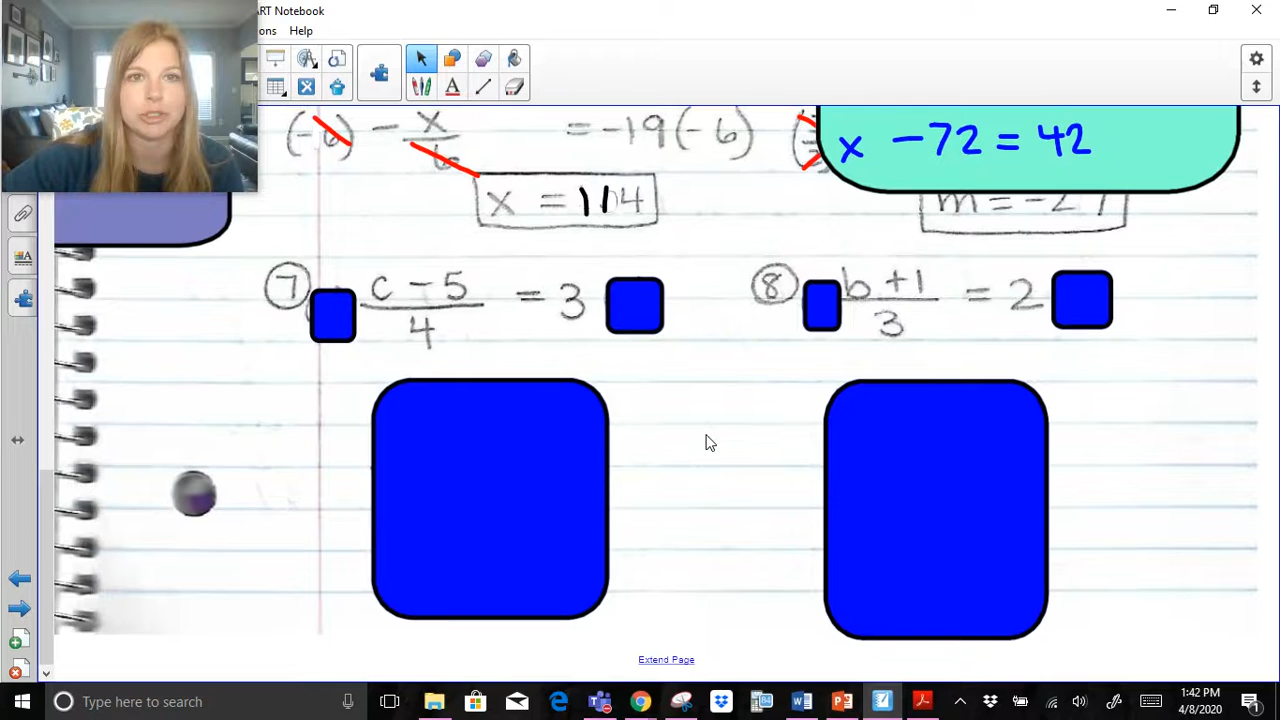 ART Notebook
ons Help
(-6) - x/6 = -19(-6)
x - 72 = 42
x = 114
⑦ c - 5 / 4 = 3
⑧ b + 1 / 3 = 2
Extend Page
Type here to search
1:42 PM
4/8/2020